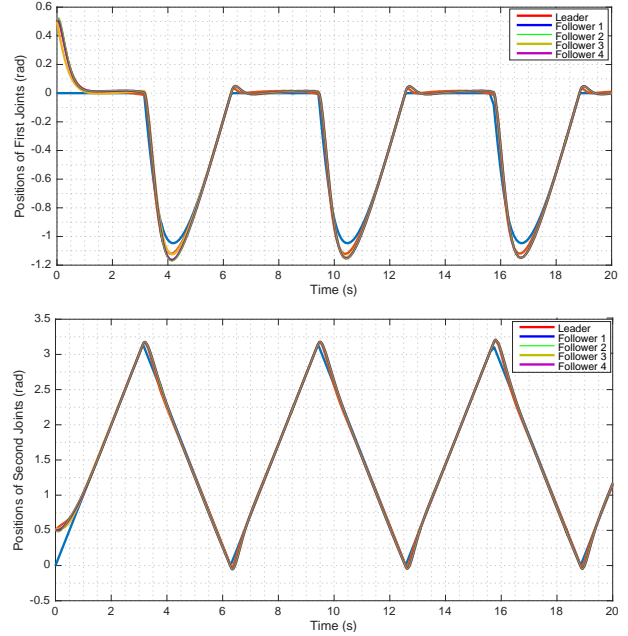 0.6
0.4
0.2
0
-0.2
-0.4
-0.6
-0.8
-1
-1.2
Positions of First Joints (rad)
Leader
Follower 1
Follower 2
Follower 3
Follower 4
0 2 4 6 8 10 12 14 16 18 20
Time (s)
3.5
3
2.5
2
1.5
1
0.5
0
-0.5
Positions of Second Joints (rad)
Leader
Follower 1
Follower 2
Follower 3
Follower 4
0 2 4 6 8 10 12 14 16 18 20
Time (s)